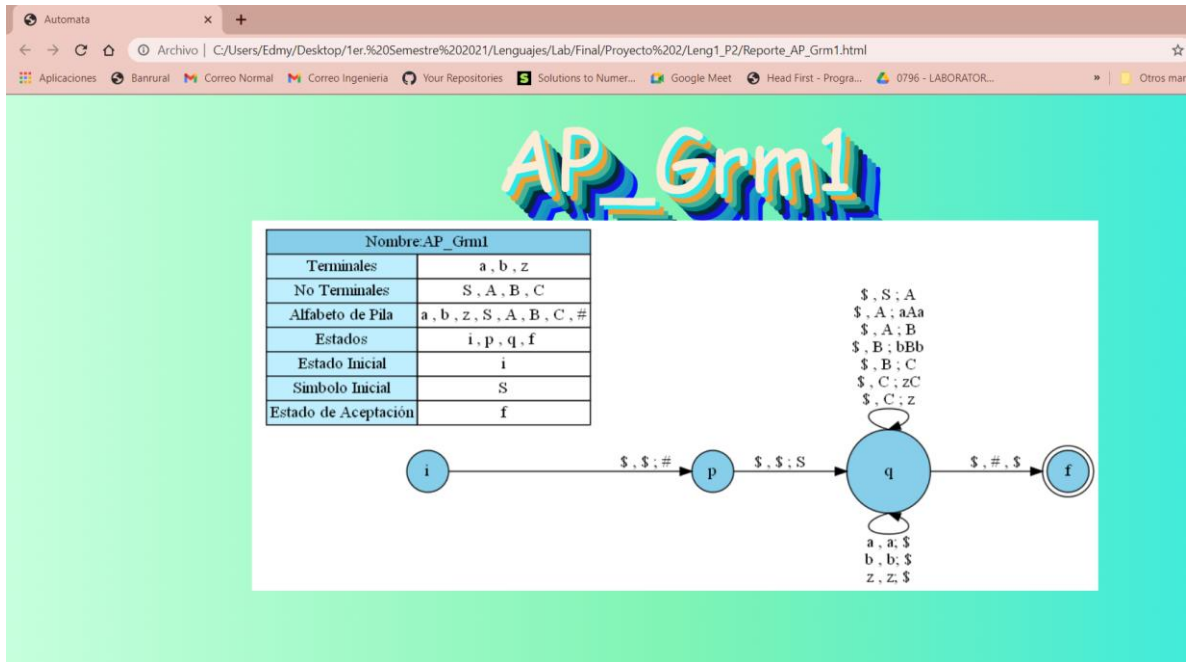 Automata
Archivo | C:/Users/Edmy/Desktop/1er.%20Semestre%202021/Lenguajes/Lab/Final/Proyecto%202/Leng1_P2/Reporte_AP_Grm1.html
Aplicaciones Banrural Correo Normal Correo Ingenieria Your Repositories Solutions to Numer... Google Meet Head First - Progra... 0796 - LABORATOR... » Otros mar
AP_Grm1
Nombre:AP_Grm1
Terminales a , b , z
No Terminales S , A , B , C
Alfabeto de Pila a , b , z , S , A , B , C , #
Estados i , p , q , f
Estado Inicial i
Simbolo Inicial S
Estado de Aceptación f
$ , S ; A
$ , A ; aAa
$ , A ; B
$ , B ; bBb
$ , B ; C
$ , C ; zC
$ , C ; z
i $ , $ ; # p $ , $ ; S q $ , # , $ f
a , a; $
b , b; $
z , z; $